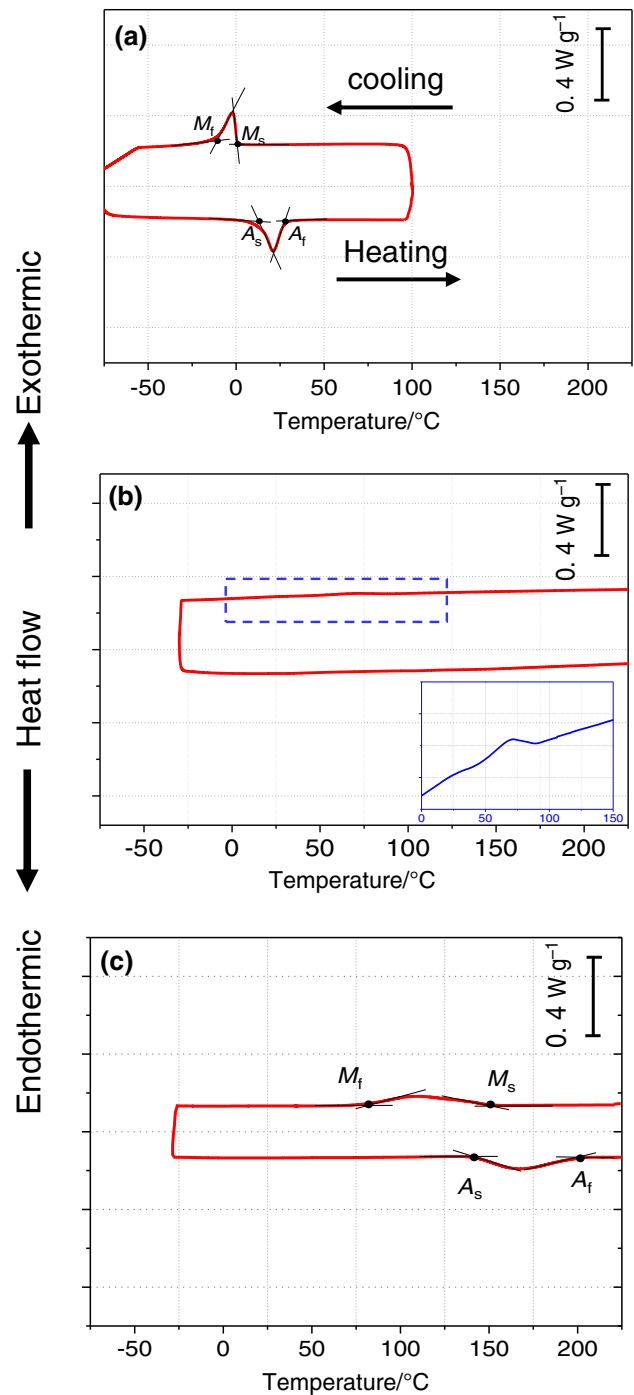 Exothermic
Heat flow
Endothermic
(a)
0. 4 W g⁻¹
cooling
Mf
Ms
As
Af
Heating
-50 0 50 100 150 200
Temperature/°C
(b)
0. 4 W g⁻¹
0 50 100 150
-50 0 50 100 150 200
Temperature/°C
(c)
0. 4 W g⁻¹
Mf
Ms
As
Af
-50 0 50 100 150 200
Temperature/°C